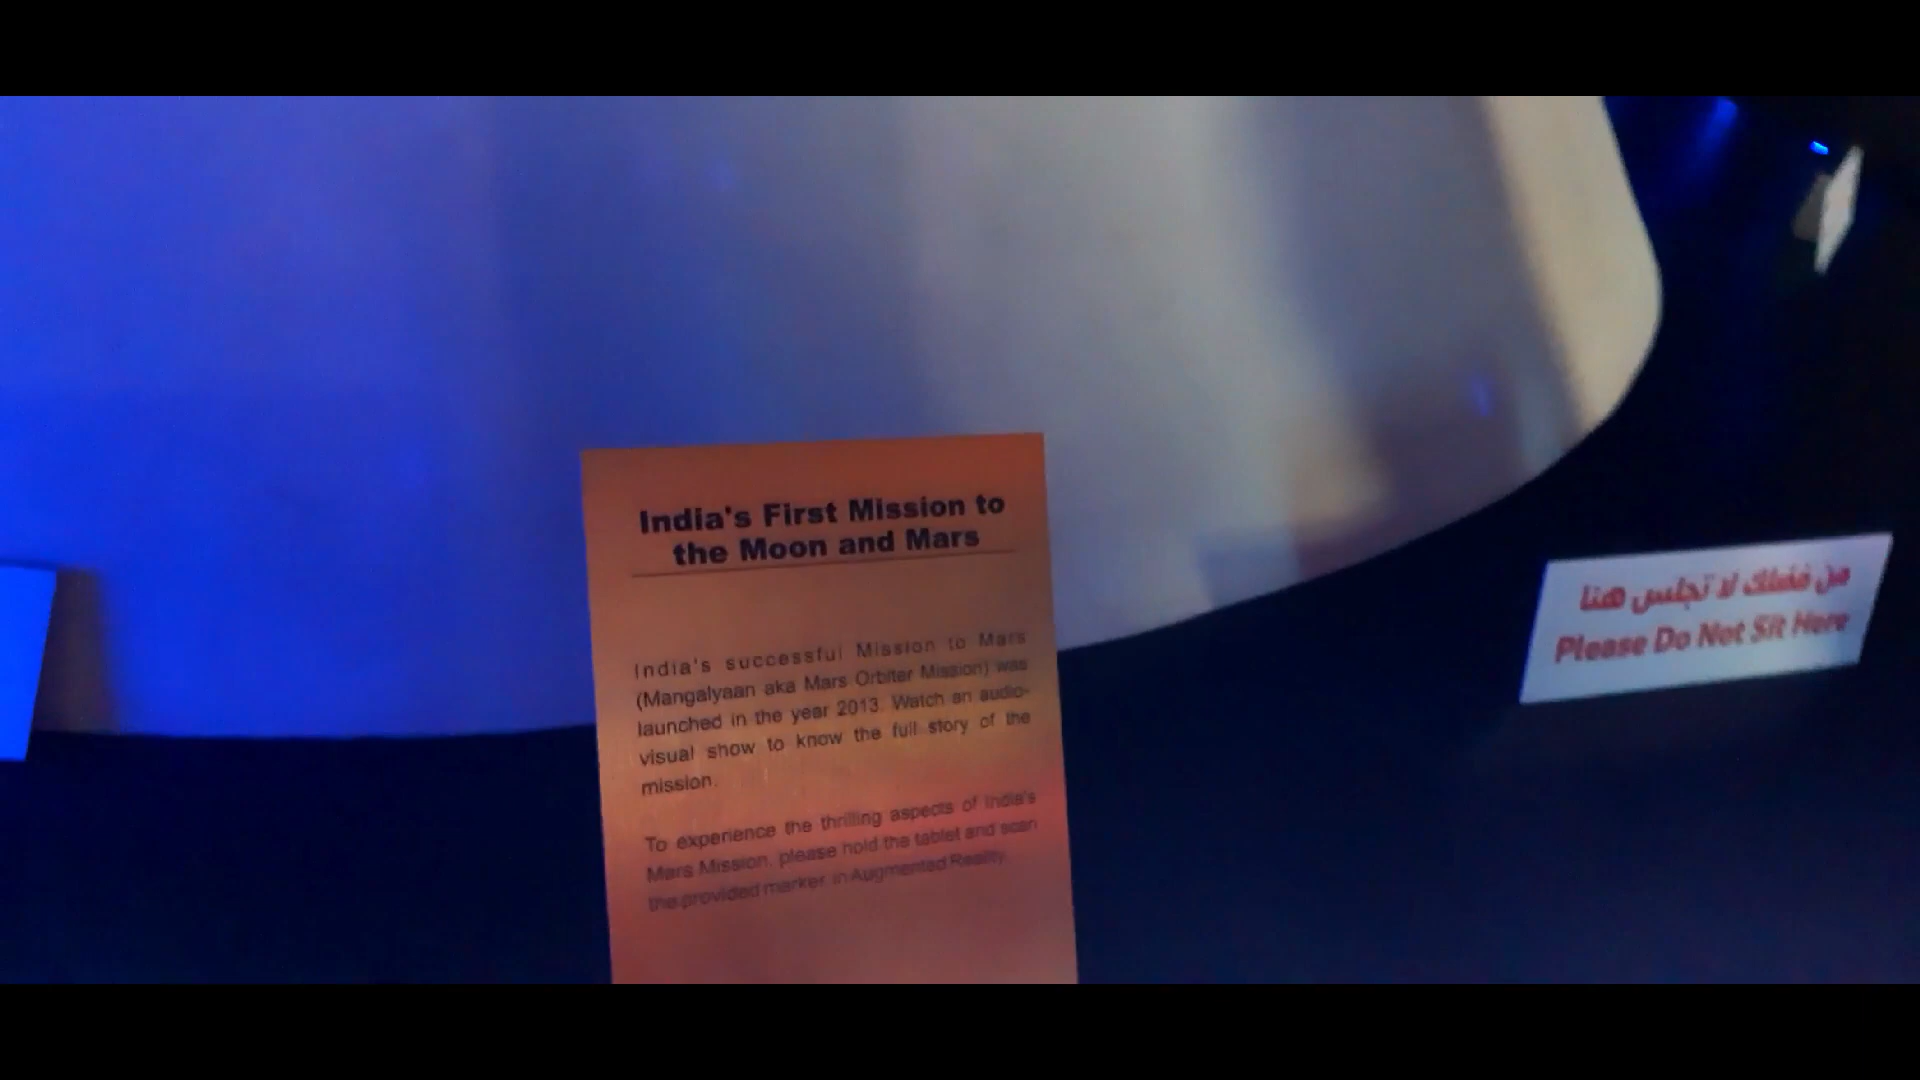 India's First Mission to
the Moon and Mars
India's successful Mission to Mars
(Mangalyaan aka Mars Orbiter Mission) was
launched in the year 2013. Watch an audio-
visual show to know the full story of the
mission.
To experience the thrilling aspects of India's
Mars Mission, please hold the tablet and scan
the provided marker in Augmented Reality.
من فضلك لا تجلس هنا
Please Do Not Sit Here